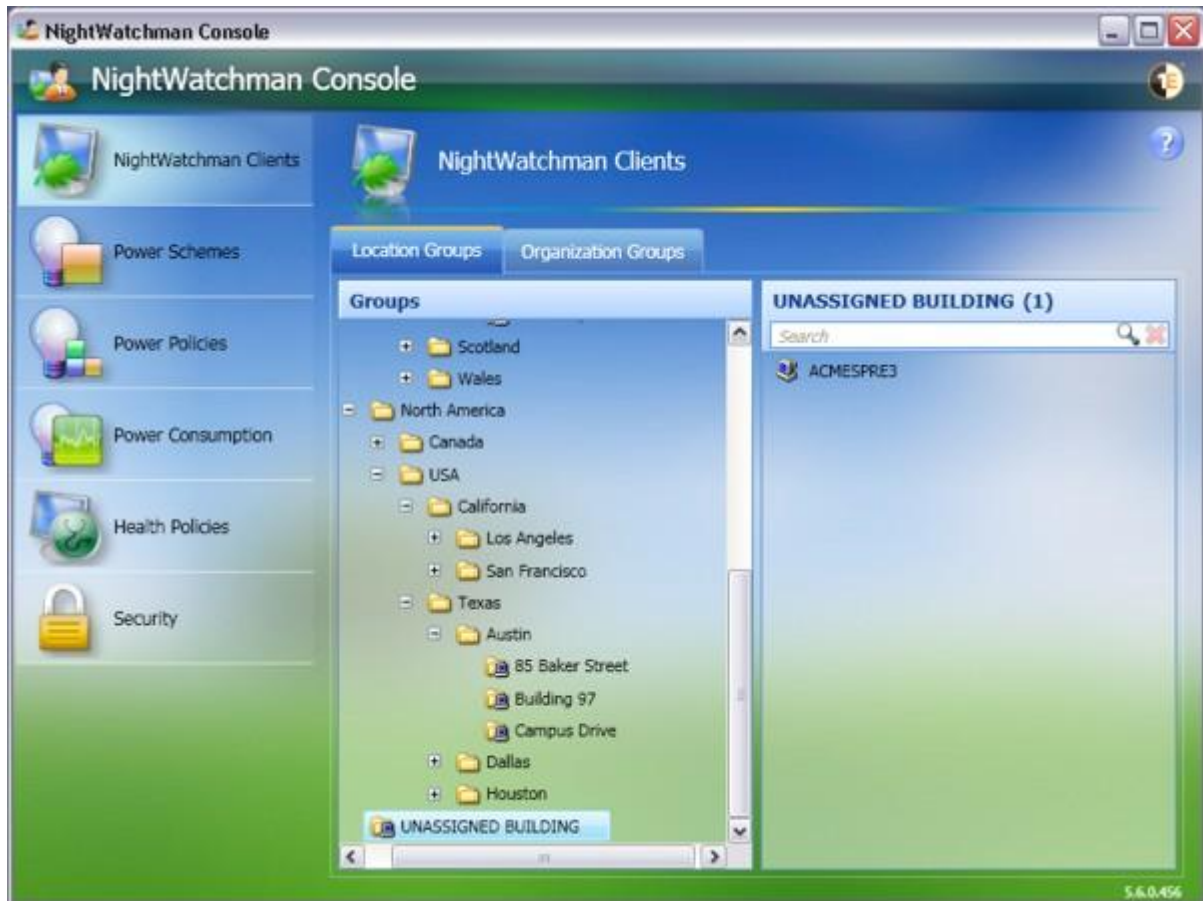 NightWatchman Console
NightWatchman Console
1E
NightWatchman Clients
Power Schemes
Power Policies
Power Consumption
Health Policies
Security
NightWatchman Clients
?
Location Groups
Organization Groups
Groups
Scotland
Wales
North America
Canada
USA
California
Los Angeles
San Francisco
Texas
Austin
85 Baker Street
Building 97
Campus Drive
Dallas
Houston
UNASSIGNED BUILDING
UNASSIGNED BUILDING (1)
Search
ACMESPRE3
5.6.0.456